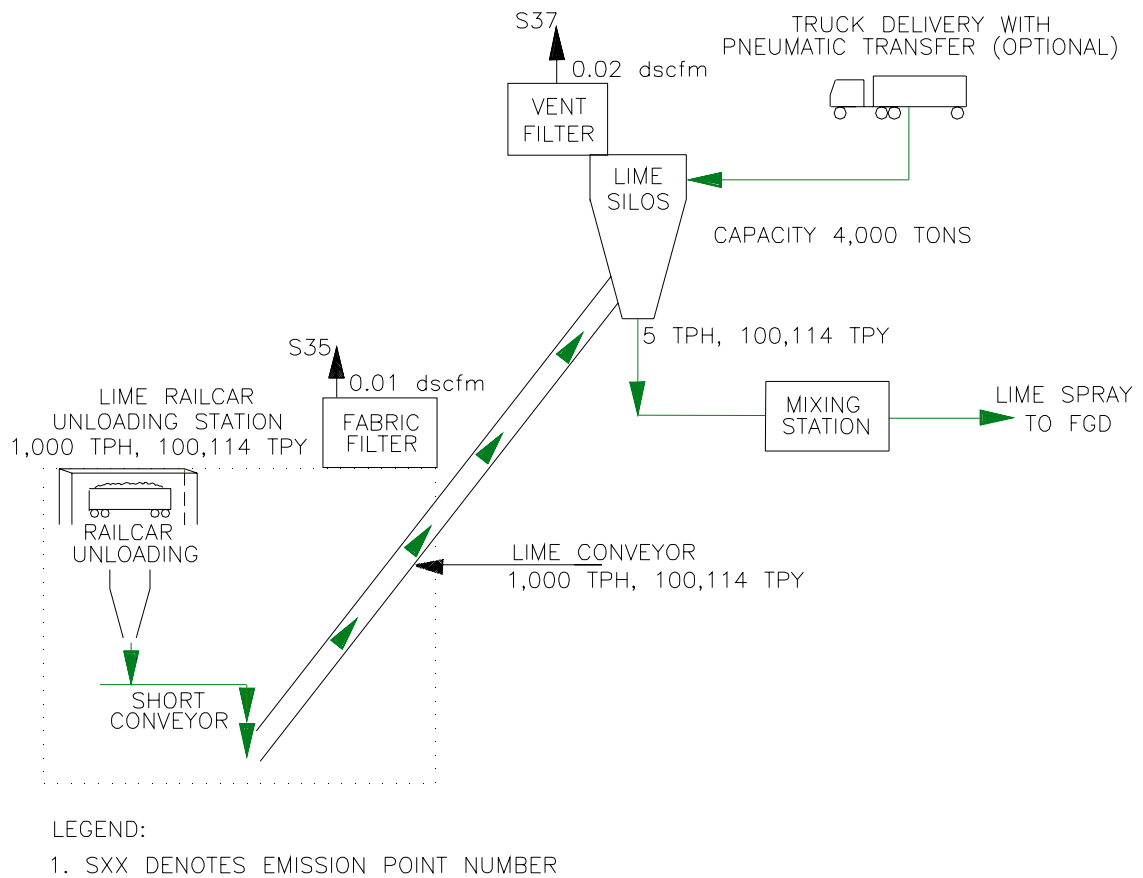 S37
0.02 dscfm
VENT
FILTER
TRUCK DELIVERY WITH
PNEUMATIC TRANSFER (OPTIONAL)
LIME
SILOS
CAPACITY 4,000 TONS
5 TPH, 100,114 TPY
S35
0.01 dscfm
FABRIC
FILTER
LIME RAILCAR
UNLOADING STATION
1,000 TPH, 100,114 TPY
MIXING
STATION
LIME SPRAY
TO FGD
RAILCAR
UNLOADING
LIME CONVEYOR
1,000 TPH, 100,114 TPY
SHORT
CONVEYOR
LEGEND:
1. SXX DENOTES EMISSION POINT NUMBER